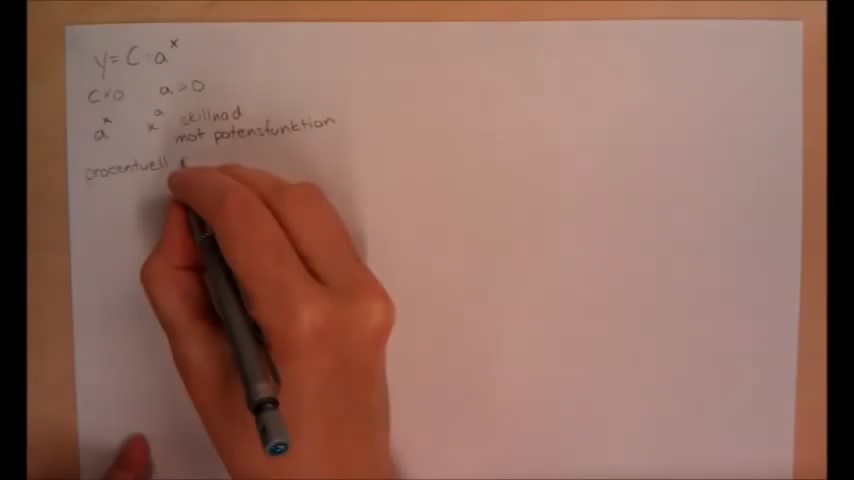 y = C · a^x
C>0 a>0
a^x x^a skillnad
mot potensfunktion
procentuell